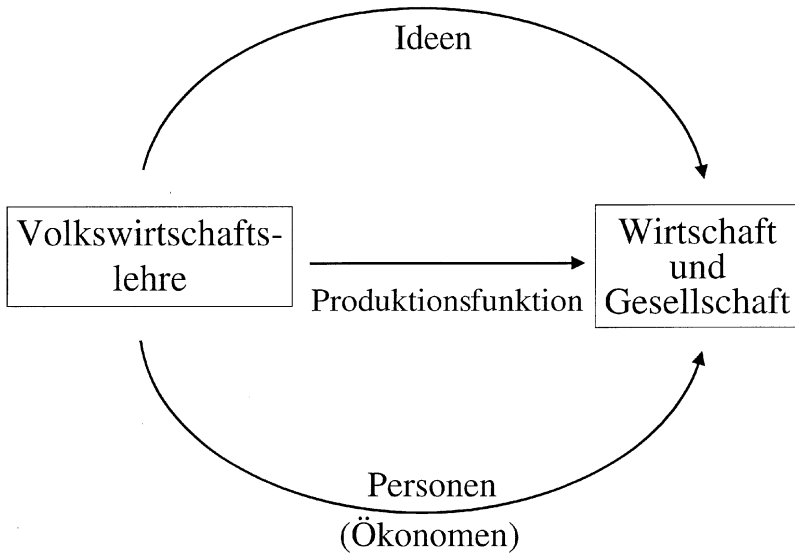 Ideen
Volkswirtschafts-
lehre
Produktionsfunktion
Wirtschaft
und
Gesellschaft
Personen
(Ökonomen)